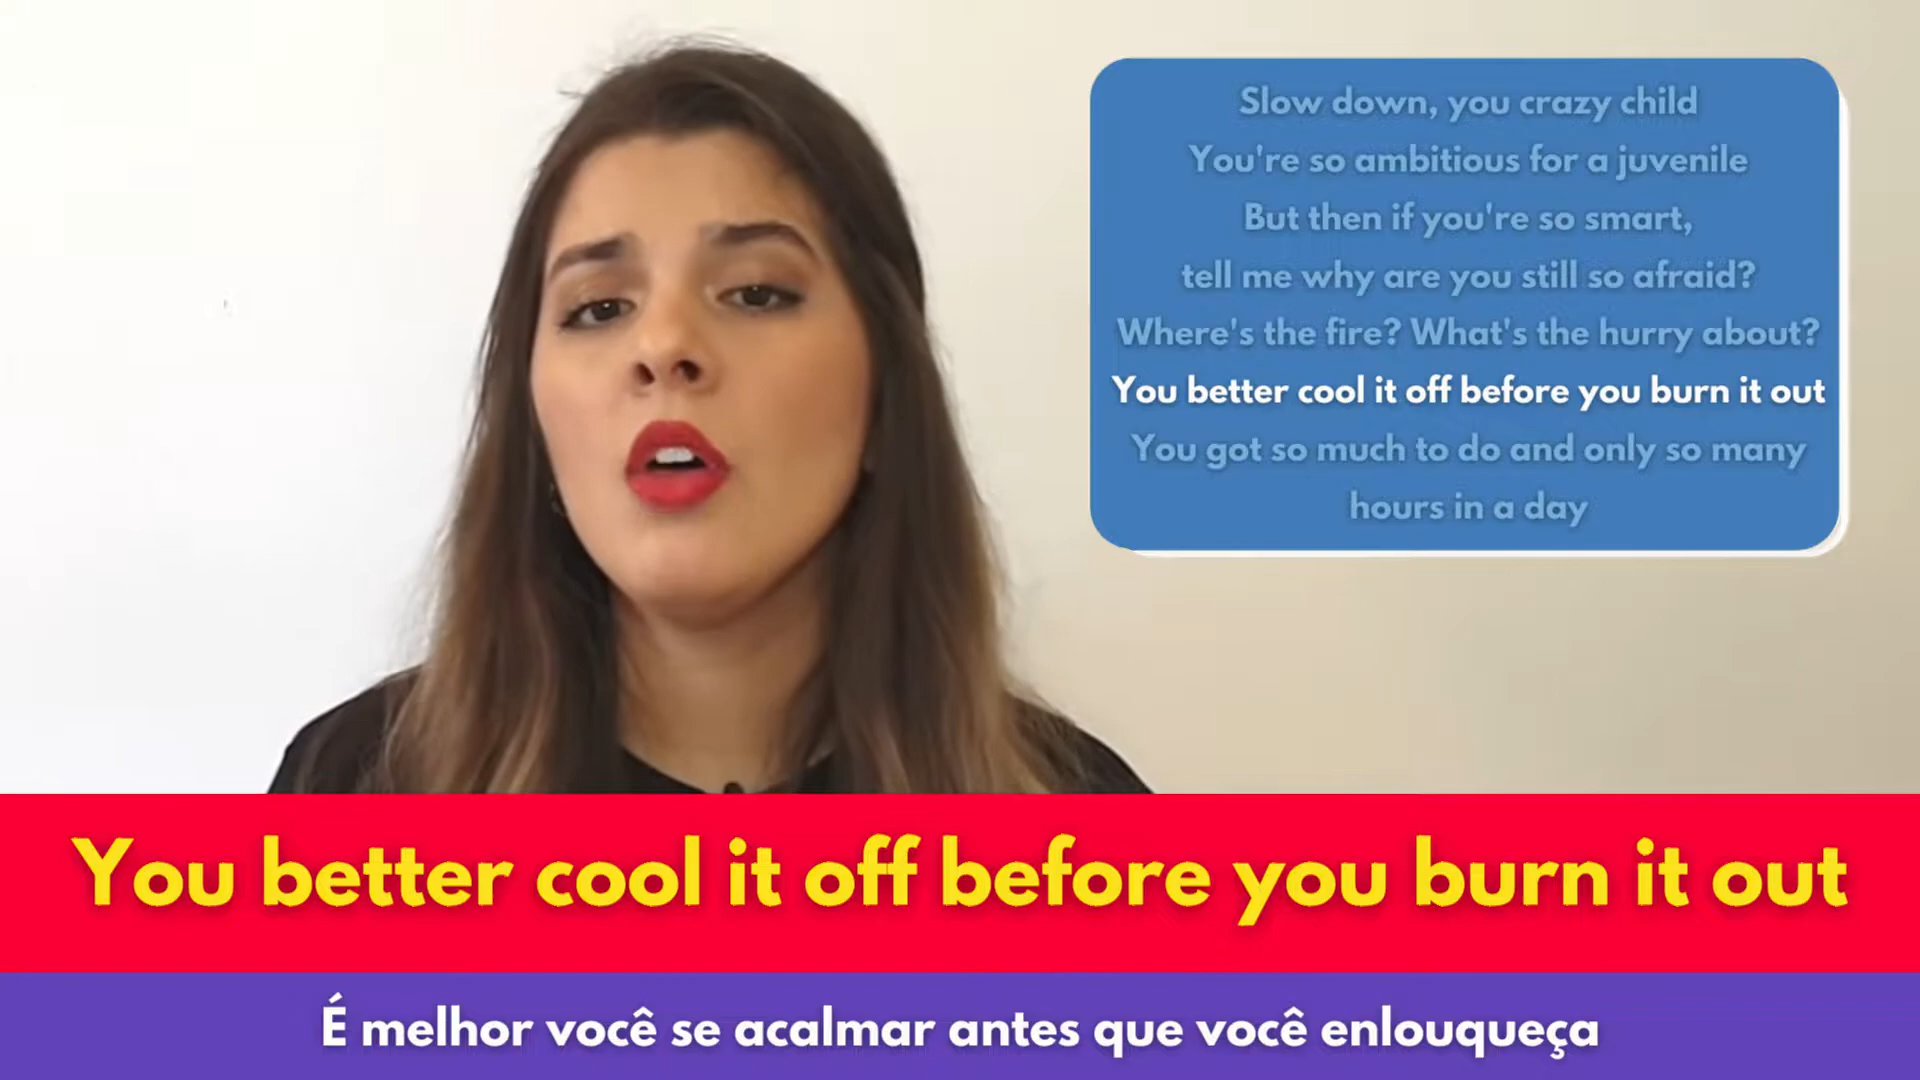 Slow down, you crazy child
You're so ambitious for a juvenile
But then if you're so smart,
tell me why are you still so afraid?
Where's the fire? What's the hurry about?
You better cool it off before you burn it out
You got so much to do and only so many
hours in a day
You better cool it off before you burn it out
É melhor você se acalmar antes que você enlouqueça